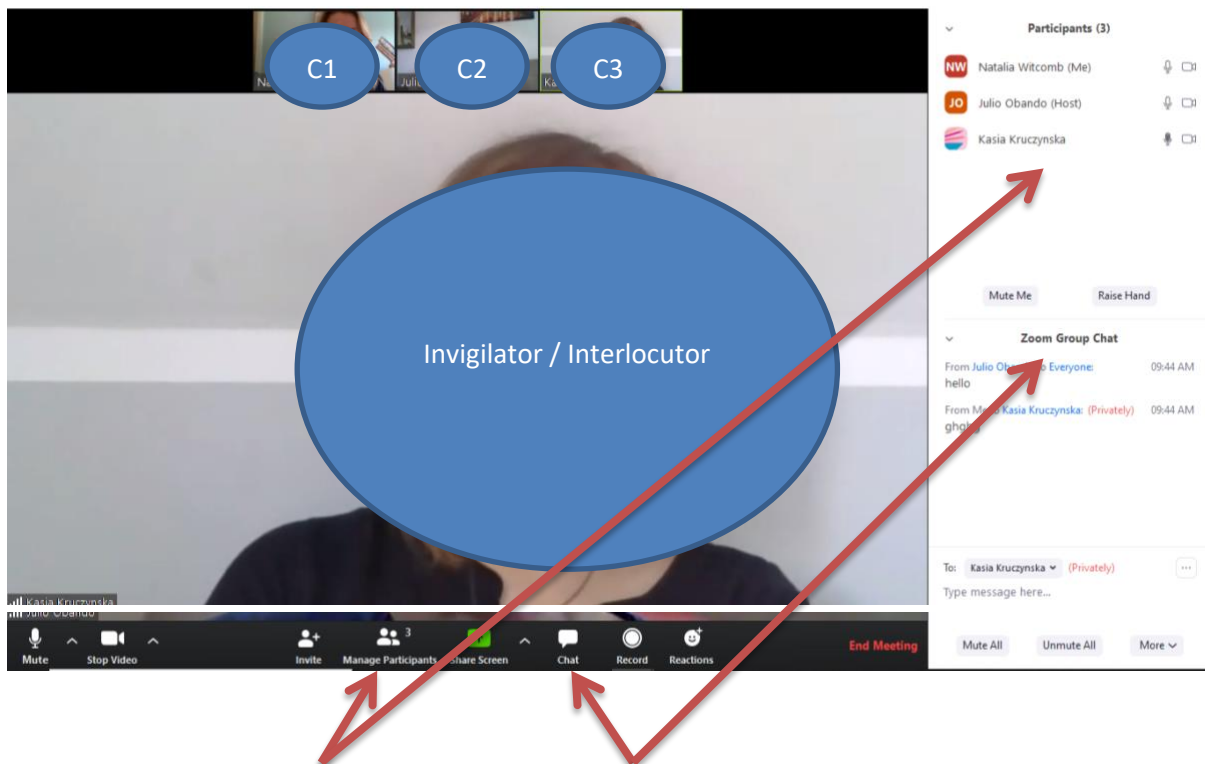 C1
C2
C3
Invigilator / Interlocutor
Kasia Kruczynska
Julio Obando
Mute
Stop Video
Invite
3
Manage Participants
Share Screen
Chat
Record
Reactions
End Meeting
Participants (3)
NW Natalia Witcomb (Me)
JO Julio Obando (Host)
Kasia Kruczynska
Mute Me Raise Hand
Zoom Group Chat
From Julio Everyone: 09:44 AM
hello
From Kasia Kruczynska: (Privately) 09:44 AM
To: Kasia Kruczynska (Privately) ...
Type message here...
Mute All Unmute All More